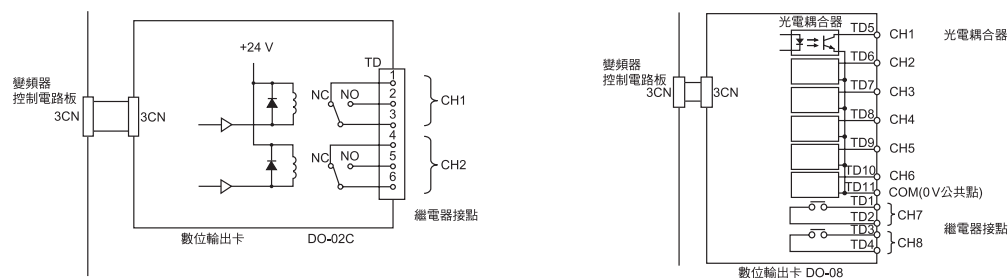 +24 V
TD
變頻器
控制電路板
3CN
3CN
NC
NO
1
2
3
CH1
NC
NO
4
5
6
CH2
繼電器接點
數位輸出卡 DO-02C
光電耦合器
變頻器
控制電路板
3CN
3CN
TD5
CH1
光電耦合器
TD6
CH2
TD7
CH3
TD8
CH4
TD9
CH5
TD10
CH6
TD11
COM(0V公共點)
TD1
TD2
CH7
TD3
TD4
CH8
繼電器接點
數位輸出卡 DO-08